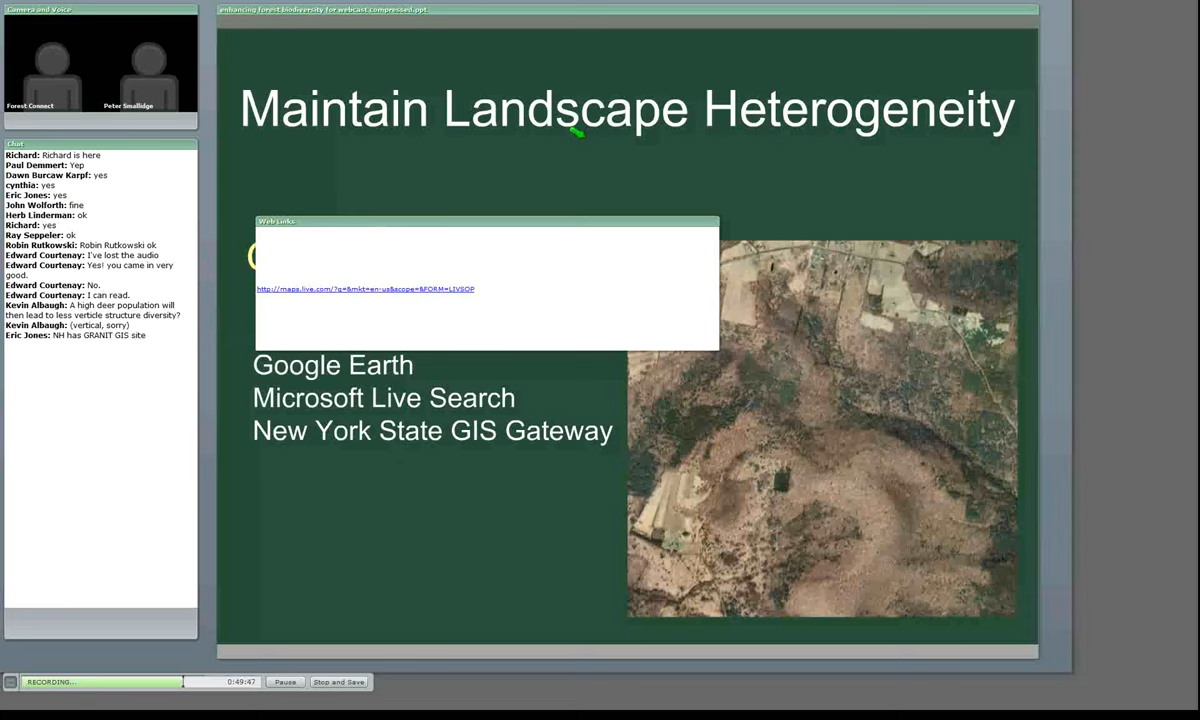 Camera and Voice
Forest Connect
Peter Smallidge
Chat
Richard: Richard is here
Paul Demmert: Yep
Dawn Burcaw Karpf: yes
cynthia: yes
Eric Jones: yes
John Wolforth: fine
Herb Linderman: ok
Richard: yes
Ray Seppeler: ok
Robin Rutkowski: Robin Rutkowski ok
Edward Courtenay: I've lost the audio
Edward Courtenay: Yes! you came in very
good.
Edward Courtenay: No.
Edward Courtenay: I can read.
Kevin Albaugh: A high deer population will
then lead to less verticle structure diversity?
Kevin Albaugh: (vertical, sorry)
Eric Jones: NH has GRANIT GIS site
enhancing forest biodiversity for webcast compressed.ppt
Maintain Landscape Heterogeneity
Web Links
http://maps.live.com/?q=&mkt=en-us&scope=&FORM=LIVSOP
Google Earth
Microsoft Live Search
New York State GIS Gateway
RECORDING...
0:49:47
Pause
Stop and Save